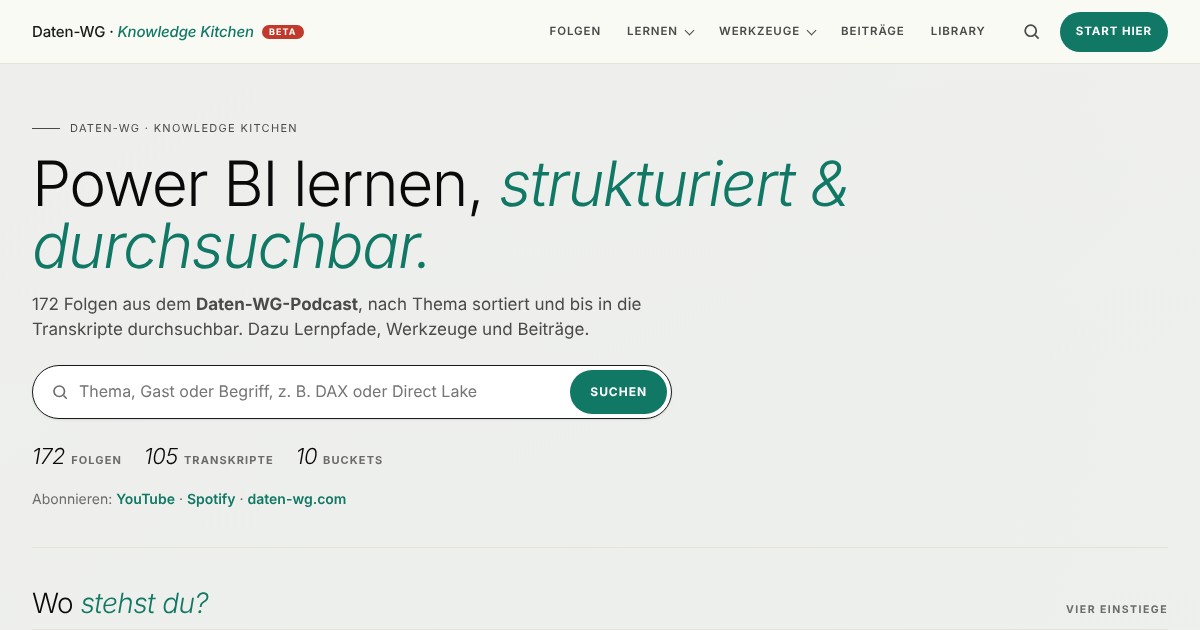 Daten-WG · Knowledge Kitchen BETA
FOLGEN LERNEN WERKZEUGE BEITRÄGE LIBRARY START HIER
DATEN-WG · KNOWLEDGE KITCHEN
Power BI lernen, strukturiert &
durchsuchbar.
172 Folgen aus dem Daten-WG-Podcast, nach Thema sortiert und bis in die
Transkripte durchsuchbar. Dazu Lernpfade, Werkzeuge und Beiträge.
Thema, Gast oder Begriff, z. B. DAX oder Direct Lake SUCHEN
172 FOLGEN 105 TRANSKRIPTE 10 BUCKETS
Abonnieren: YouTube · Spotify · daten-wg.com
Wo stehst du?
VIER EINSTIEGE